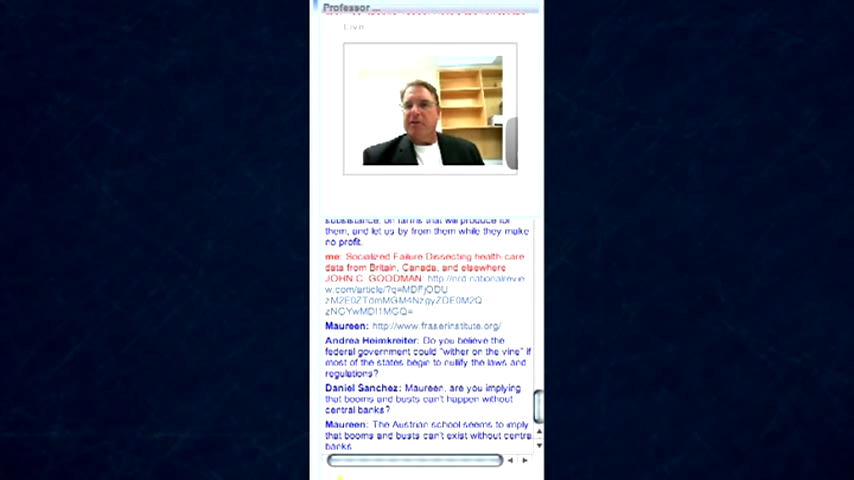 Professor ...
Live
subsistance, on farms that will produce for
them, and let us by from them while they make
no profit.
me: Socialized Failure Dissecting health-care
data from Britain, Canada, and elsewhere
JOHN C. GOODMAN: http://nrd.nationalrevie
w.com/article/?q=MDFjODU
zM2E0ZTdmMGM4NzgyZDE0M2Q
zNGYwMDI1MGQ=
Maureen: http://www.fraserinstitute.org/
Andrea Heimkreiter: Do you believe the
federal government could "wither on the vine" if
most of the states begin to nullify the laws and
regulations?
Daniel Sanchez: Maureen, are you implying
that booms and busts can't happen without
central banks?
Maureen: The Austrian school seems to imply
that booms and busts can't exist without centra
banks